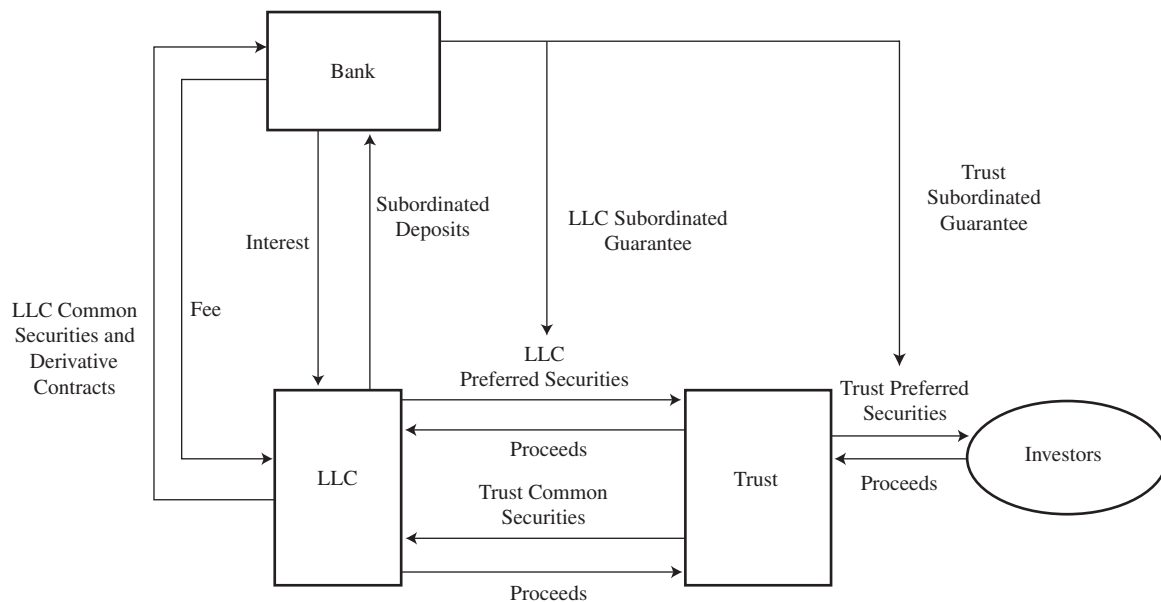 Bank
Trust
Subordinated
Guarantee
Subordinated
Deposits
LLC Subordinated
Guarantee
Interest
LLC Common
Securities and
Derivative
Contracts
Fee
LLC
Preferred Securities
Trust Preferred
Securities
Proceeds
Investors
LLC
Trust
Proceeds
Trust Common
Securities
Proceeds